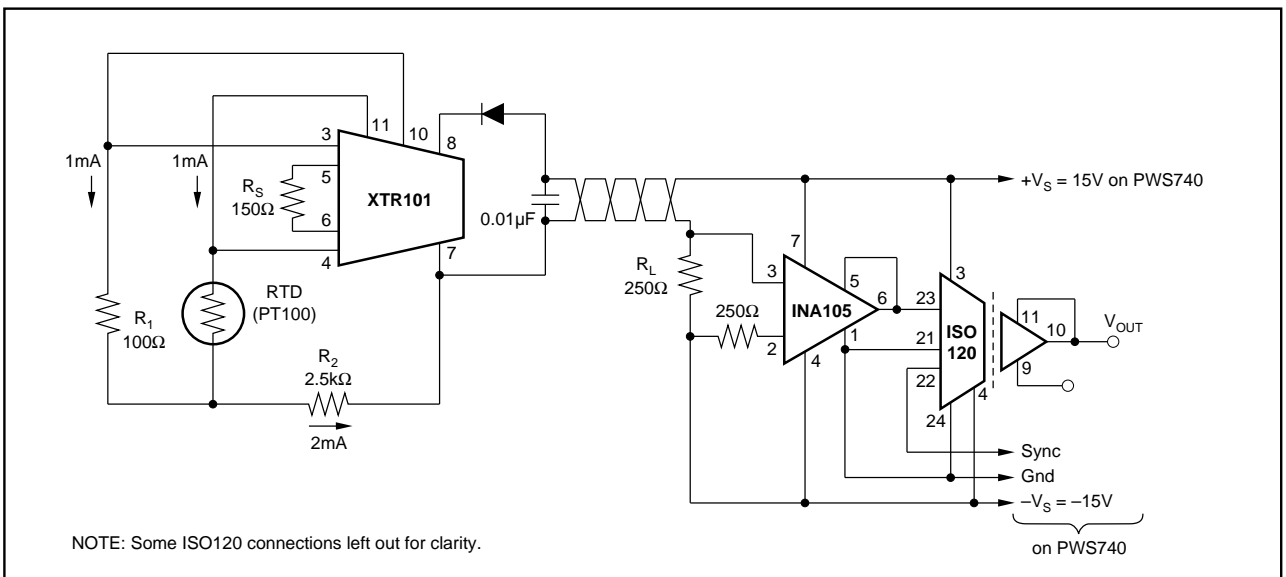 11
10
8
3
1mA
1mA
5
R_S
150Ω
XTR101
0.01µF
+V_S = 15V on PWS740
6
4
7
7
3
R_L
250Ω
3
5
RTD
(PT100)
250Ω
INA105
6
23
11
10
V_OUT
R_1
100Ω
2
1
4
21
22
ISO
120
9
4
R_2
2.5kΩ
24
2mA
Sync
Gnd
–V_S = –15V
on PWS740
NOTE: Some ISO120 connections left out for clarity.